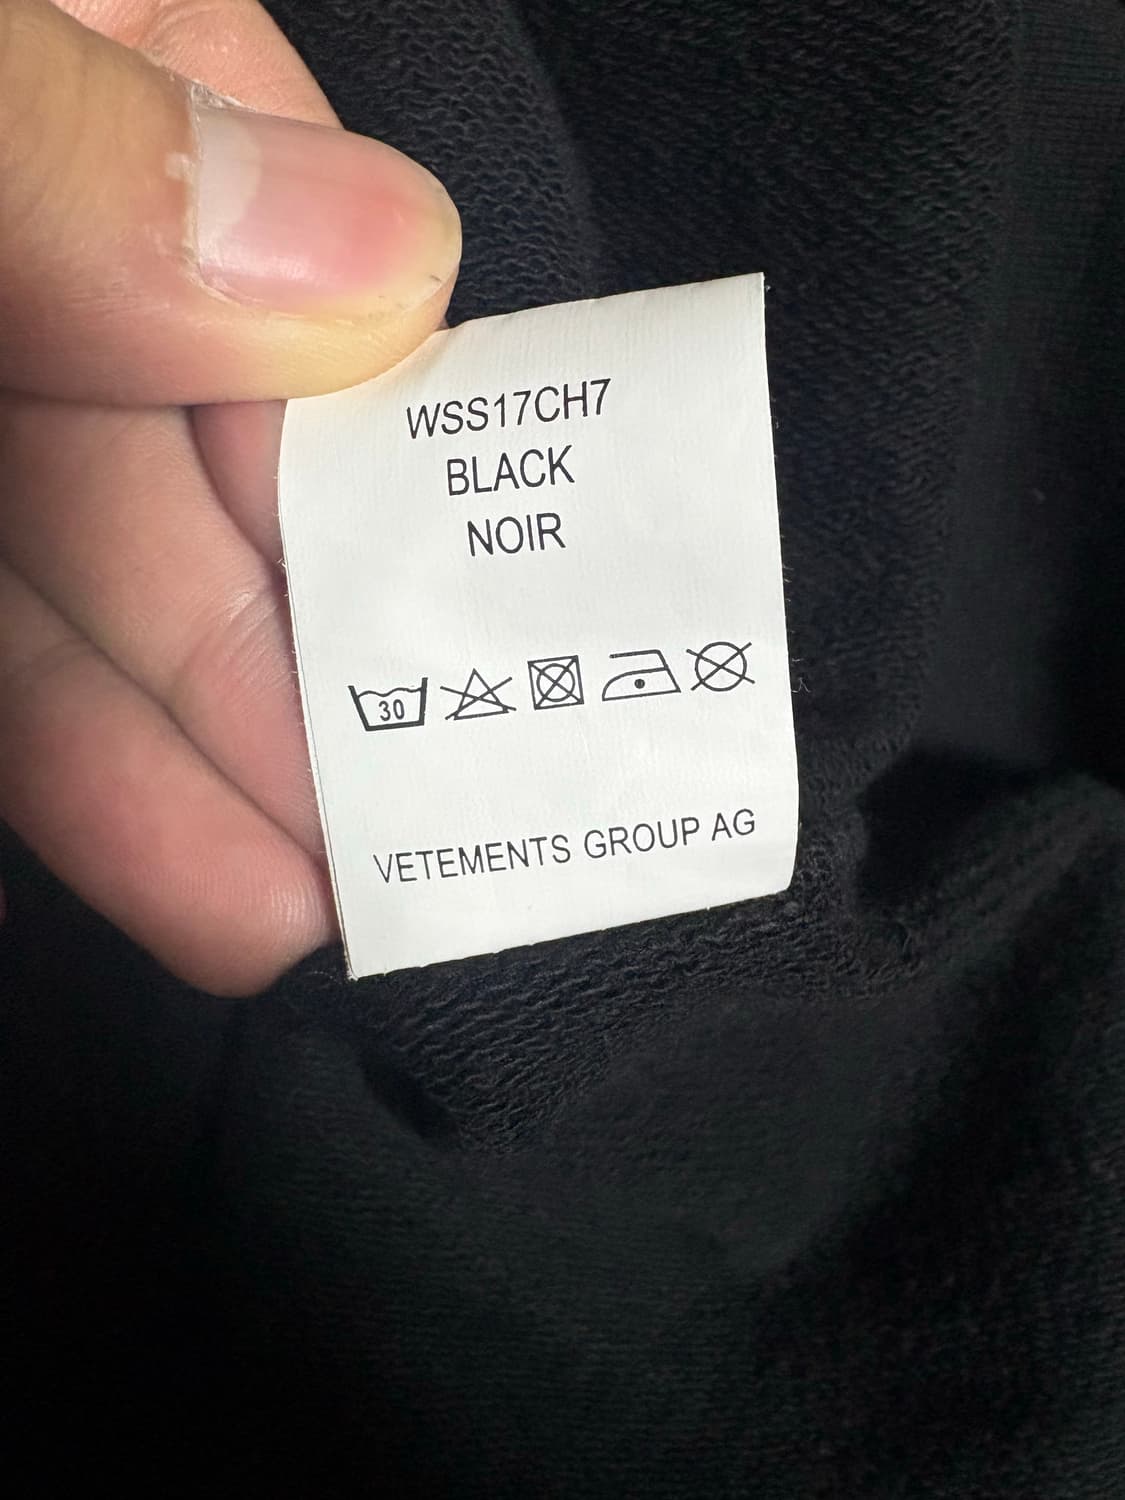 WSS17CH7
BLACK
NOIR
30
VETEMENTS GROUP AG